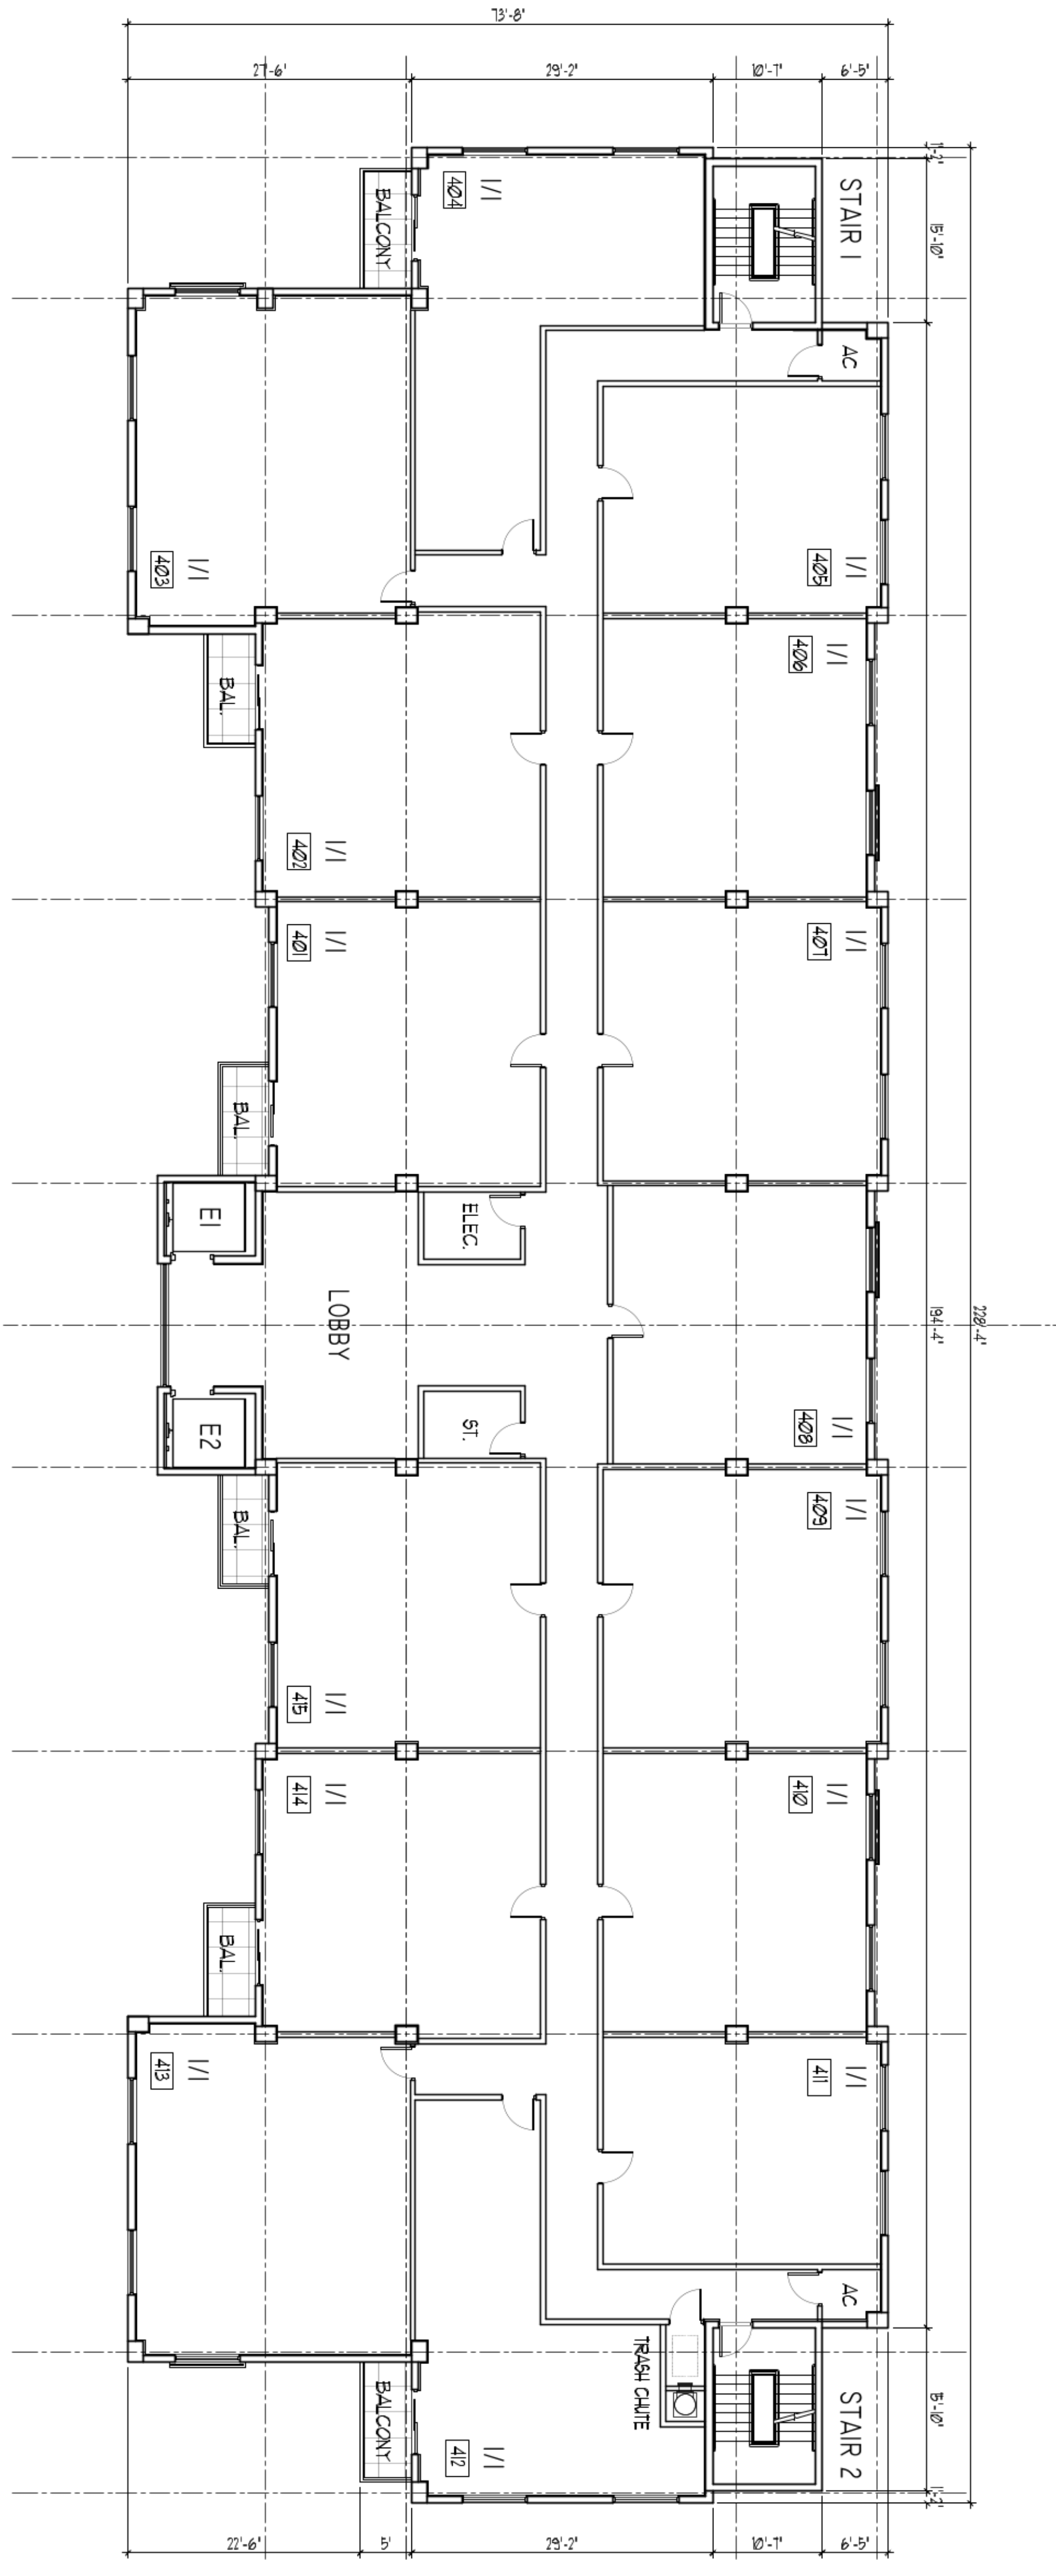 73'-8"
27'-6"
29'-2"
10'-7"
6'-5"
1'-2"
15'-10"
STAIR 1
404
1/1
BALCONY
AC
403
1/1
405
1/1
406
1/1
BAL.
402
1/1
401
1/1
407
1/1
BAL.
E1
ELEC.
LOBBY
228'-4"
194'-4"
E2
ST.
408
1/1
BAL.
409
1/1
415
1/1
414
1/1
410
1/1
BAL.
413
1/1
411
1/1
AC
TRASH CHUTE
BALCONY
412
1/1
STAIR 2
15'-10"
1'-2"
22'-6"
5'
29'-2"
10'-7"
6'-5"